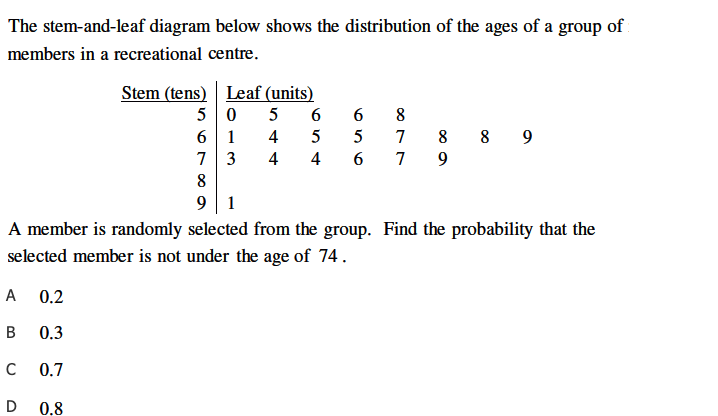 The stem-and-leaf diagram below shows the distribution of the ages of a group of
members in a recreational centre.
Stem (tens) Leaf (units)
5 0 5 6 6 8
6 1 4 5 5 7 8 8 9
7 3 4 4 6 7 9
8
9 1
A member is randomly selected from the group. Find the probability that the
selected member is not under the age of 74 .
A 0.2
B 0.3
C 0.7
D 0.8